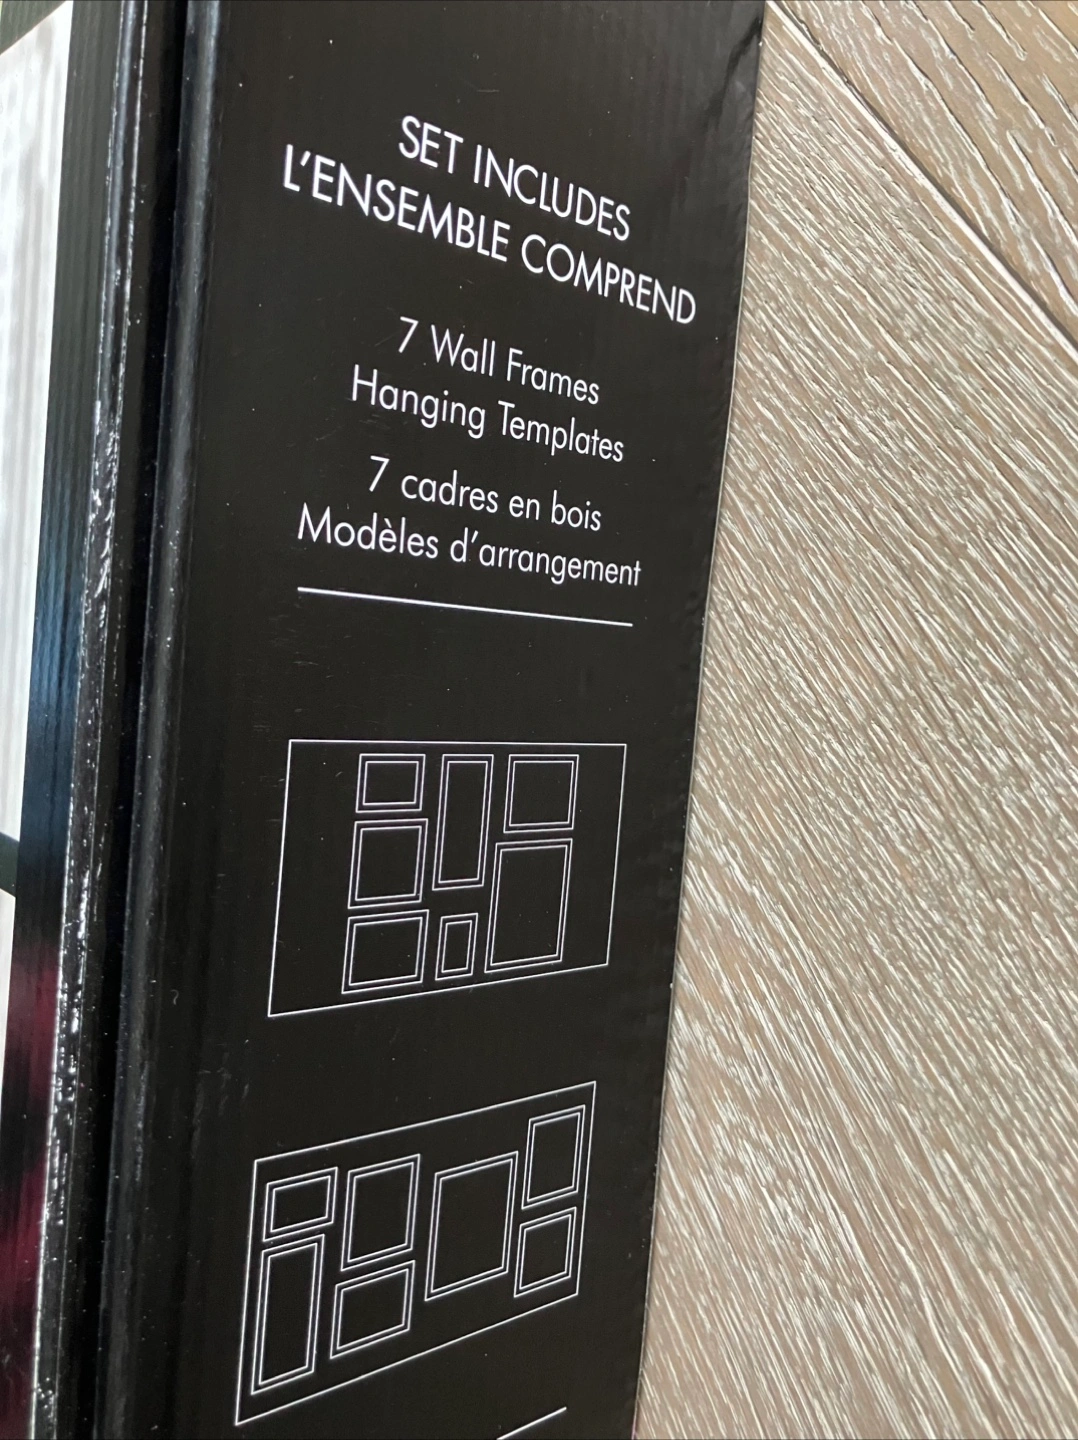 SET INCLUDES
L'ENSEMBLE COMPREND
7 Wall Frames
Hanging Templates
7 cadres en bois
Modèles d'arrangement